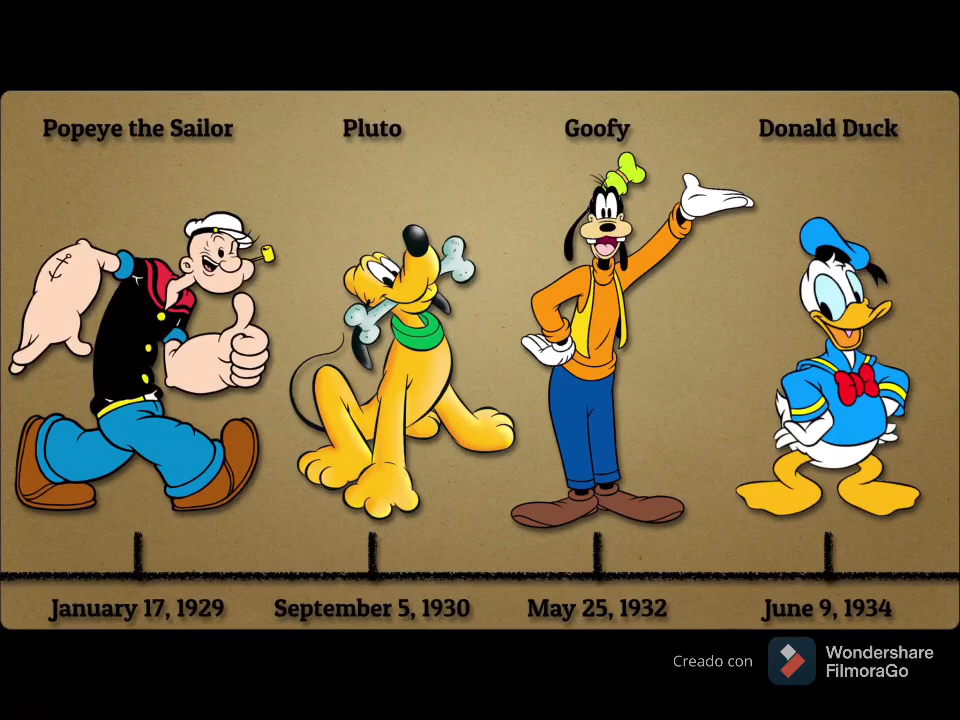 Popeye the Sailor
Pluto
Goofy
Donald Duck
January 17, 1929
September 5, 1930
May 25, 1932
June 9, 1934
Creado con
Wondershare
FilmoraGo